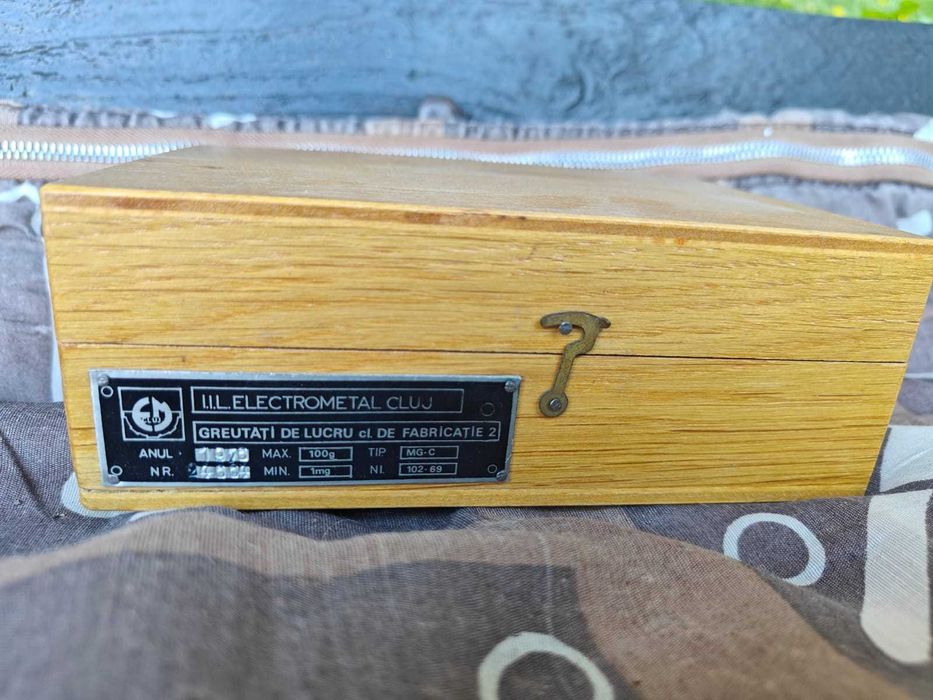 CLUJ
I.I.L. ELECTROMETAL CLUJ
GREUTAȚI DE LUCRU cl. DE FABRICAȚIE 2
ANUL MAX. 100g TIP MG-C
NR. MIN. 1mg NI. 102-69